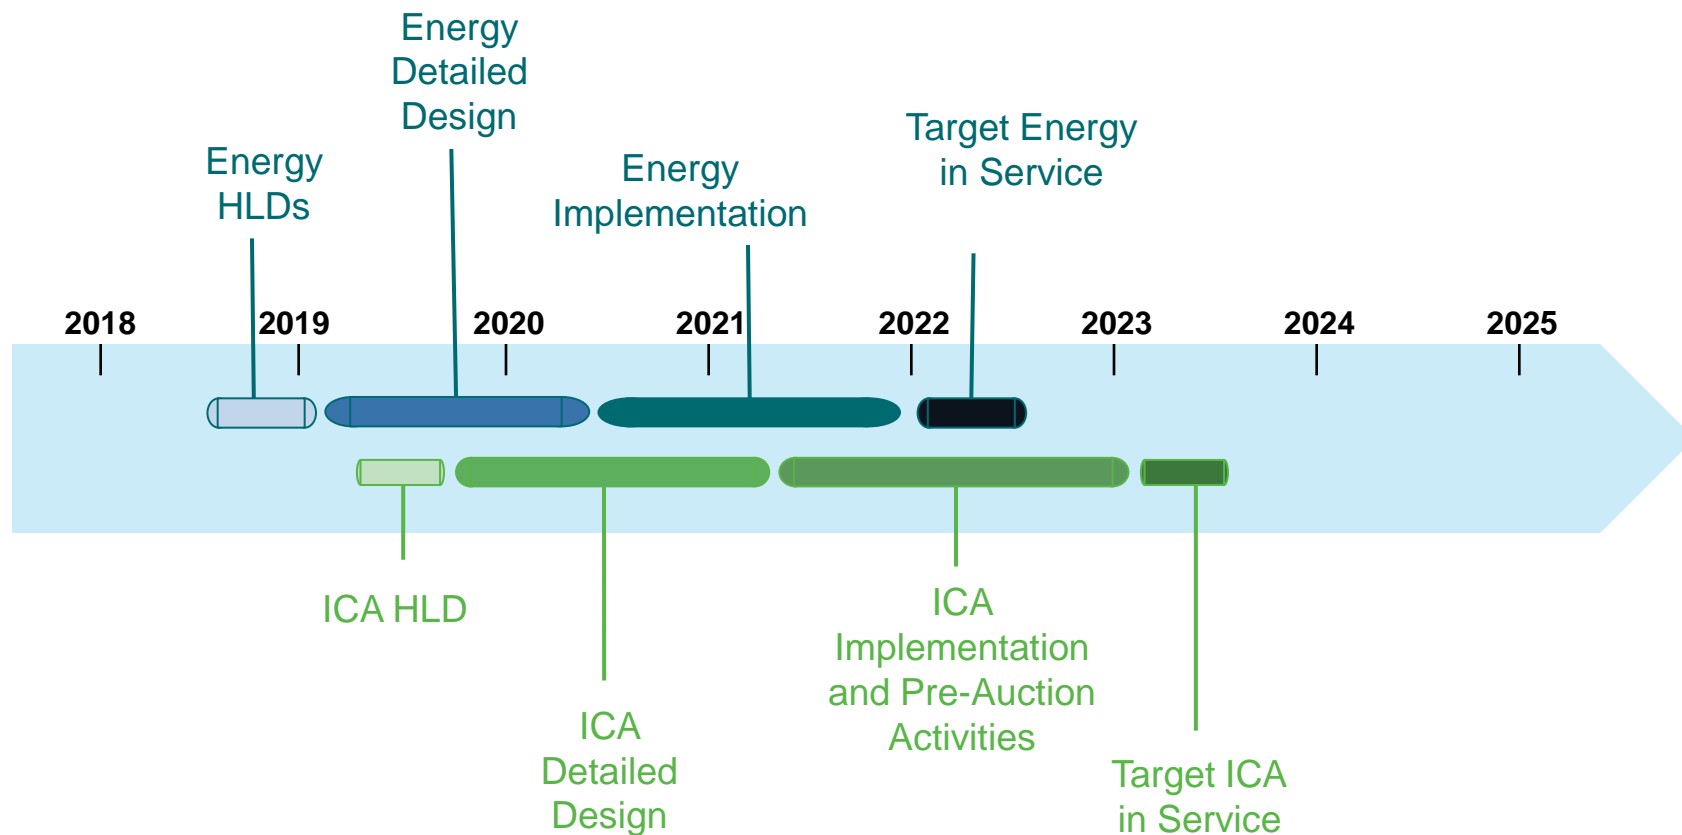 Energy
Detailed
Design
Energy
HLDs
Energy
Implementation
Target Energy
in Service
2018
2019
2020
2021
2022
2023
2024
2025
ICA HLD
ICA
Detailed
Design
ICA
Implementation
and Pre-Auction
Activities
Target ICA
in Service